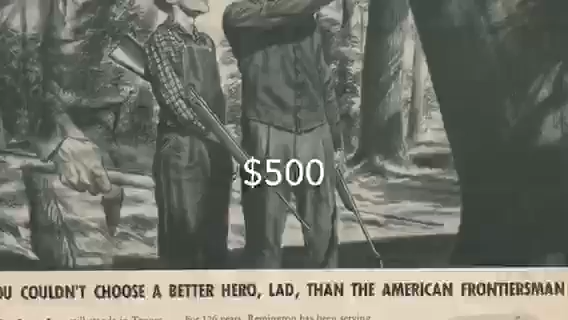 $500
OU COULDN'T CHOOSE A BETTER HERO, LAD, THAN THE AMERICAN FRONTIERSMAN
For 126 years, Remington has been serving